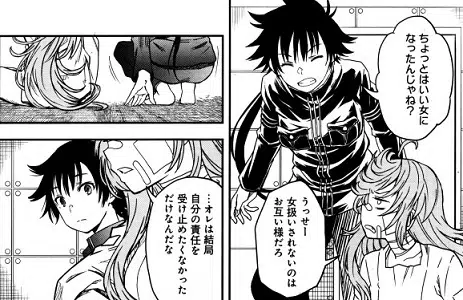 ちょっとはいい女に
なったんじゃね?
うっせー
女扱いされないのは
お互い様だろ
…オレは結局
自分の責任を
受け止めたくなかった
だけなんだな